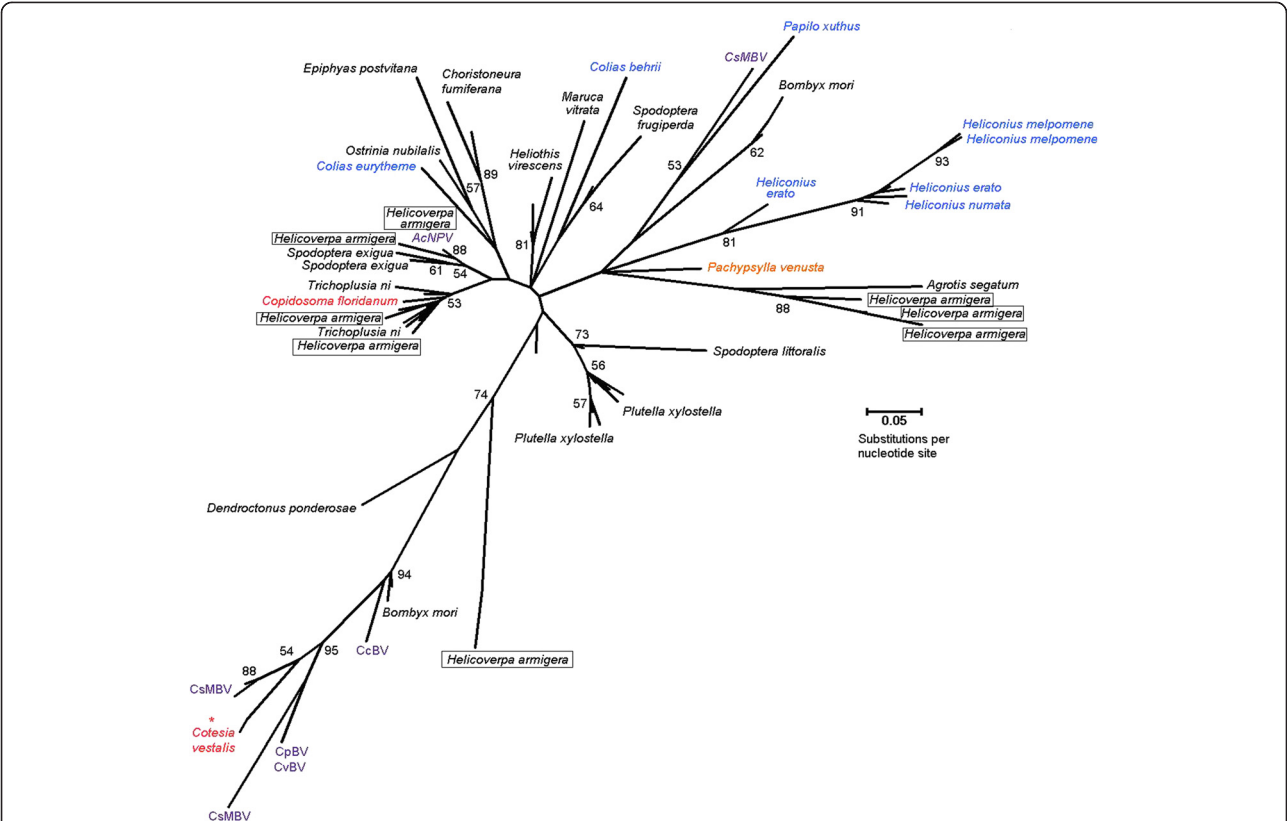 Papilo xuthus
CsMBV
Epiphyas postvitana
Choristoneura
fumiferana
Colias behrii
Bombyx mori
Maruca
vitrata
Spodoptera
frugiperda
Heliconius melpomene
Heliconius melpomene
93
Ostrinia nubilalis
Colias eurytheme
Heliothis
virescens
53
62
89
57
Heliconius
erato
Heliconius erato
Heliconius numata
64
91
Helicoverpa
armigera
Helicoverpa armigera
AcNPV
88
81
81
Spodoptera exigua
Spodoptera exigua
61
54
Pachypsylla venusta
Trichoplusia ni
Copidosoma floridanum
53
Agrotis segatum
Helicoverpa armigera
88
Helicoverpa armigera
Helicoverpa armigera
Helicoverpa armigera
Trichoplusia ni
Helicoverpa armigera
73
Spodoptera littoralis
56
74
57
Plutella xylostella
Plutella xylostella
0.05
Substitutions per
nucleotide site
Dendroctonus ponderosae
94
Bombyx mori
CcBV
54
95
Helicoverpa armigera
88
CsMBV
*
Cotesia
vestalis
CpBV
CvBV
CsMBV